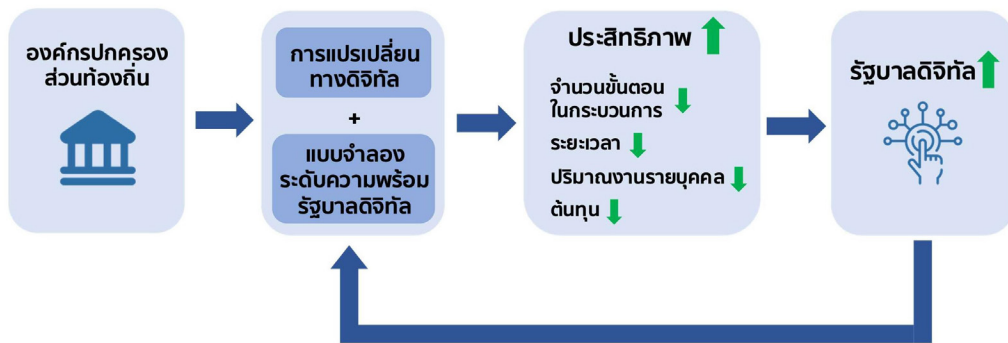 องค์กรปกครอง
ส่วนท้องถิ่น
การแปรเปลี่ยน
ทางดิจิทัล
+
แบบจำลอง
ระดับความพร้อม
รัฐบาลดิจิทัล
ประสิทธิภาพ
จำนวนขั้นตอน
ในกระบวนการ
ระยะเวลา
ปริมาณงานรายบุคคล
ต้นทุน
รัฐบาลดิจิทัล